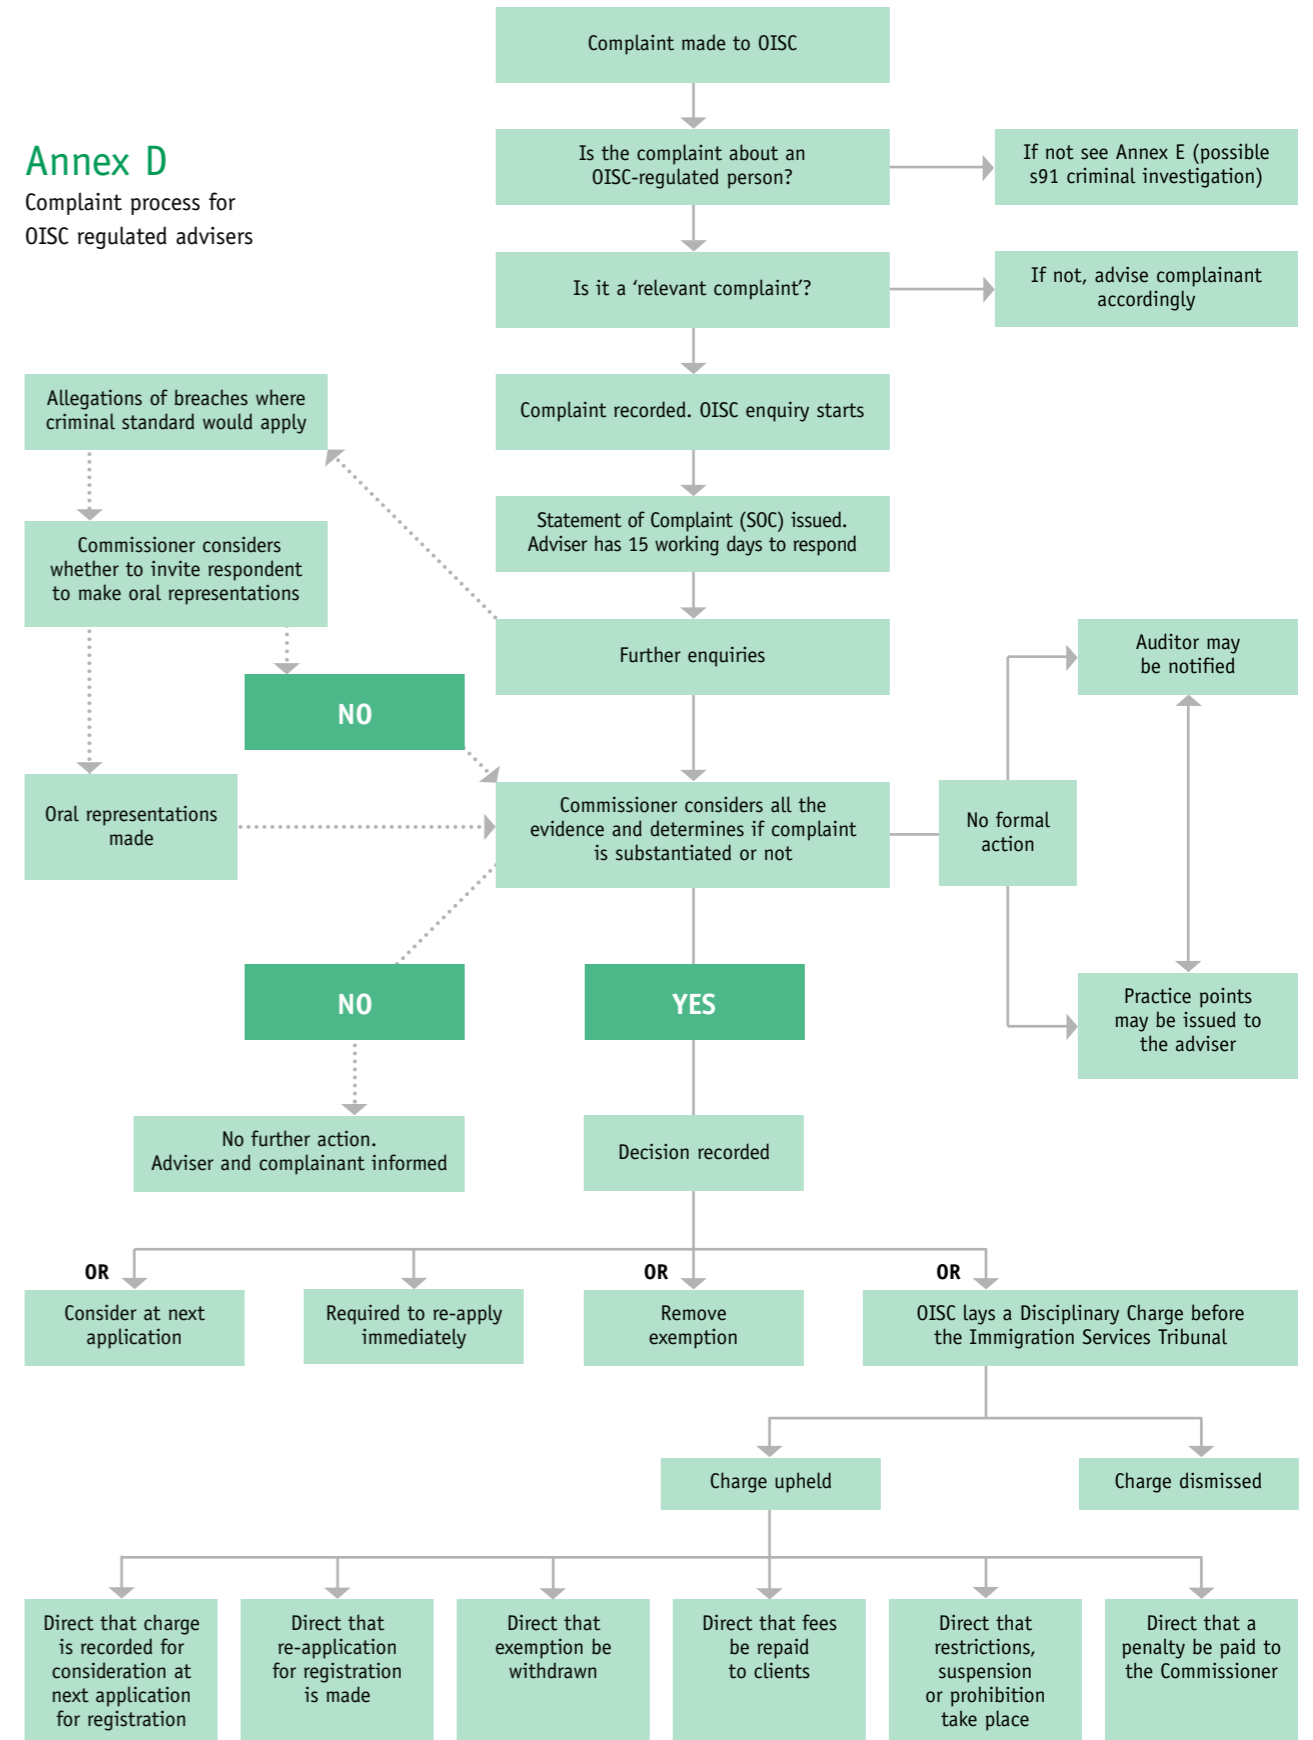 Complaint made to OISC
Annex D
Complaint process for
OISC regulated advisers
Is the complaint about an
OISC-regulated person?
If not see Annex E (possible
s91 criminal investigation)
Is it a ‘relevant complaint’?
If not, advise complainant
accordingly
Allegations of breaches where
criminal standard would apply
Complaint recorded. OISC enquiry starts
Statement of Complaint (SOC) issued.
Adviser has 15 working days to respond
Commissioner considers
whether to invite respondent
to make oral representations
Further enquiries
Auditor may
be notified
NO
Oral representations
made
Commissioner considers all the
evidence and determines if complaint
is substantiated or not
No formal
action
NO
YES
Practice points
may be issued to
the adviser
No further action.
Adviser and complainant informed
Decision recorded
OR
OR
OR
Consider at next
application
Required to re-apply
immediately
Remove
exemption
OISC lays a Disciplinary Charge before
the Immigration Services Tribunal
Charge upheld
Charge dismissed
Direct that charge
is recorded for
consideration at
next application
for registration
Direct that
re-application
for registration
is made
Direct that
exemption be
withdrawn
Direct that fees
be repaid
to clients
Direct that
restrictions,
suspension
or prohibition
take place
Direct that a
penalty be paid to
the Commissioner